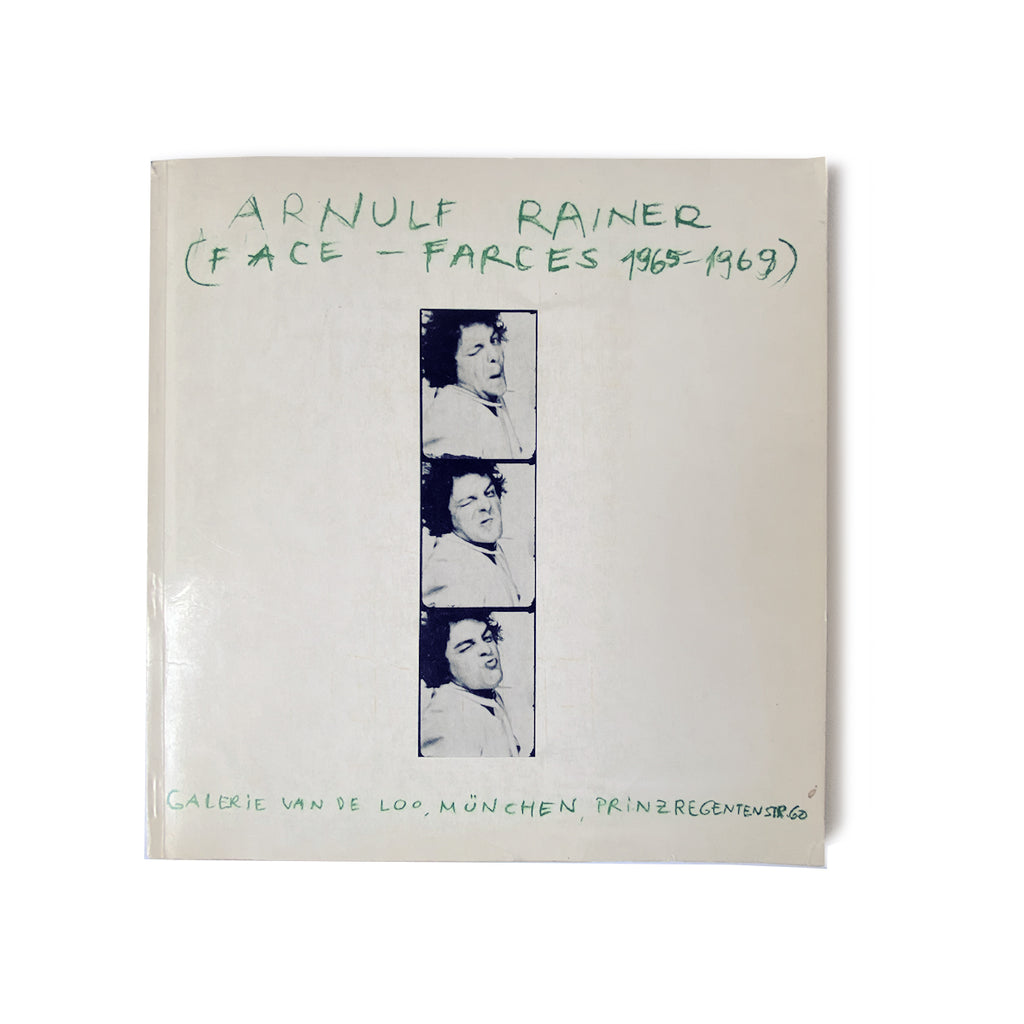 ARNULF RAINER
(FACE – FARCES 1965-1969)
GALERIE VAN DE LOO, MÜNCHEN, PRINZREGENTENSTR. 60